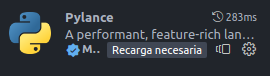 Pylance 283ms
A performant, feature-rich lan...
M... Recarga necesaria